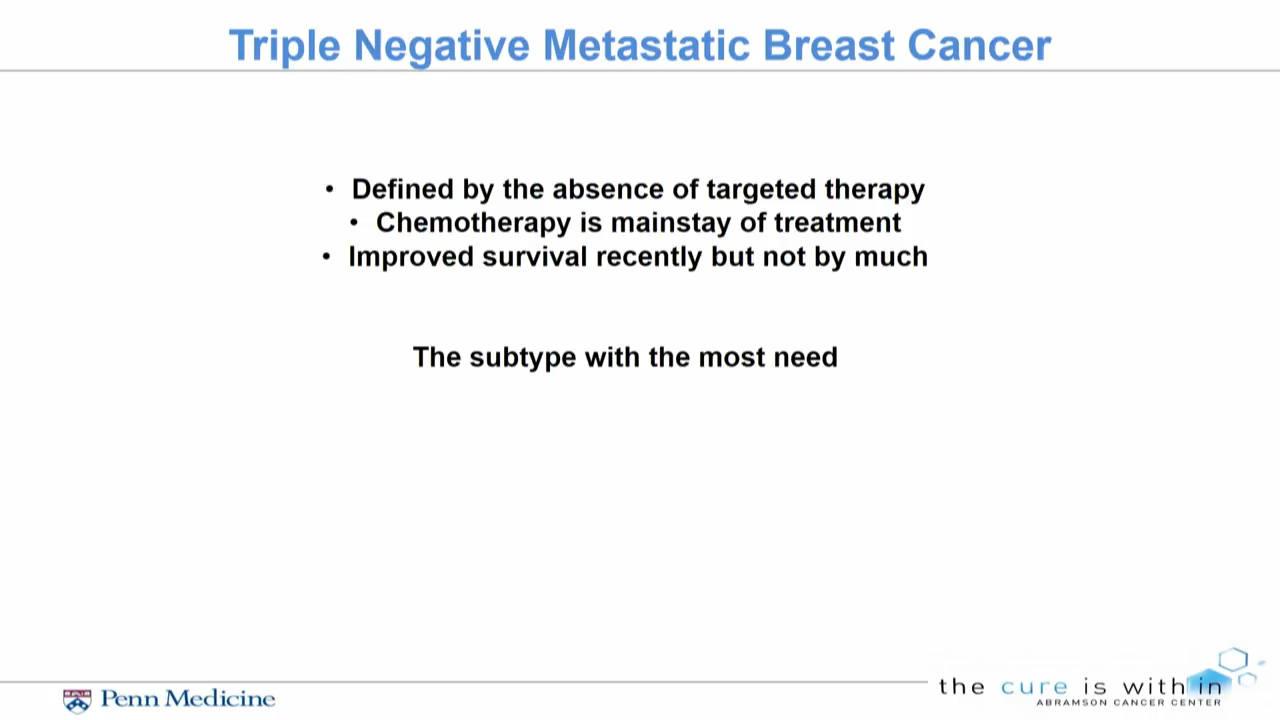 Triple Negative Metastatic Breast Cancer
• Defined by the absence of targeted therapy
• Chemotherapy is mainstay of treatment
• Improved survival recently but not by much
The subtype with the most need
Penn Medicine
the cure is with in
ABRAMSON CANCER CENTER